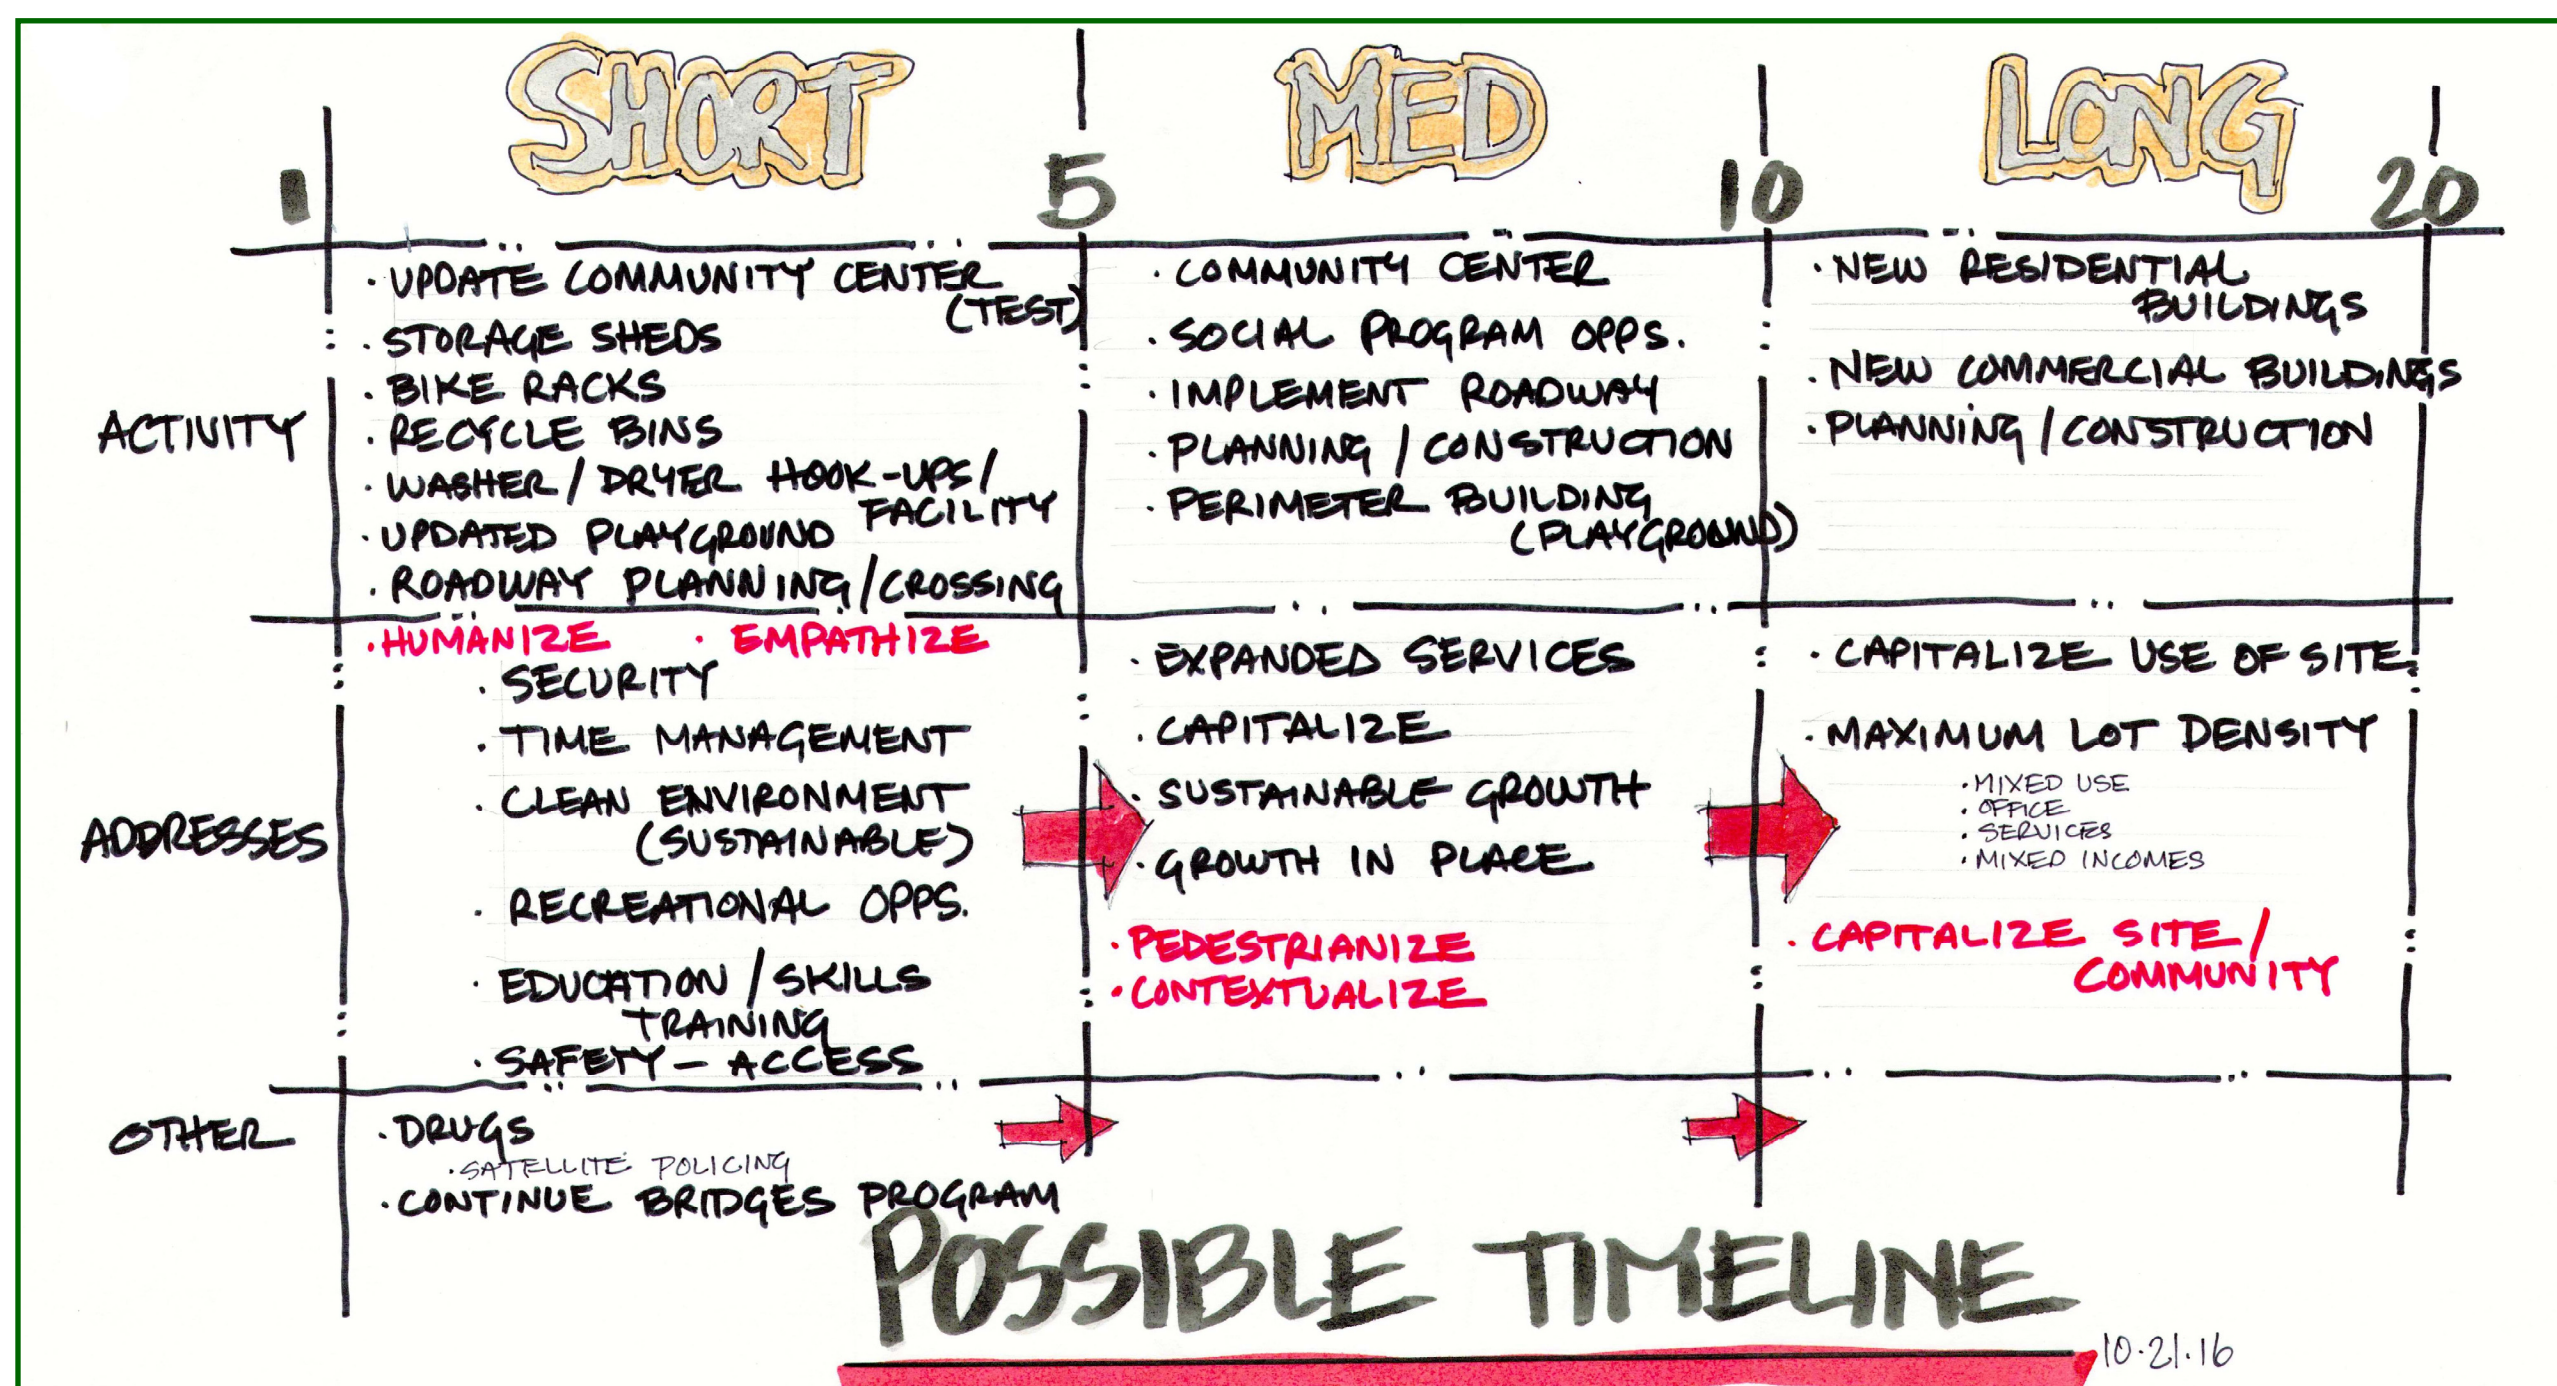 SHORT
MED
LONG
1
5
10
20
ACTIVITY
· UPDATE COMMUNITY CENTER
(TEST)
· STORAGE SHEDS
· BIKE RACKS
· RECYCLE BINS
· WASHER / DRYER HOOK-UPS /
FACILITY
· UPDATED PLAYGROUND
· ROADWAY PLANNING / CROSSING
· COMMUNITY CENTER
· SOCIAL PROGRAM OPPS.
· IMPLEMENT ROADWAY
· PLANNING / CONSTRUCTION
· PERIMETER BUILDING
(PLAYGROUND)
· NEW RESIDENTIAL
BUILDINGS
· NEW COMMERCIAL BUILDINGS
· PLANNING / CONSTRUCTION
ADDRESSES
· HUMANIZE · EMPATHIZE
· SECURITY
· TIME MANAGEMENT
· CLEAN ENVIRONMENT
(SUSTAINABLE)
· RECREATIONAL OPPS.
· EDUCATION / SKILLS
TRAINING
· SAFETY – ACCESS
· EXPANDED SERVICES
· CAPITALIZE
· SUSTAINABLE GROWTH
· GROWTH IN PLACE
· PEDESTRIANIZE
· CONTEXTUALIZE
· CAPITALIZE USE OF SITE
· MAXIMUM LOT DENSITY
· MIXED USE
· OFFICE
· SERVICES
· MIXED INCOMES
· CAPITALIZE SITE /
COMMUNITY
OTHER
· DRUGS
· SATELLITE POLICING
· CONTINUE BRIDGES PROGRAM
POSSIBLE TIMELINE
10·21·16